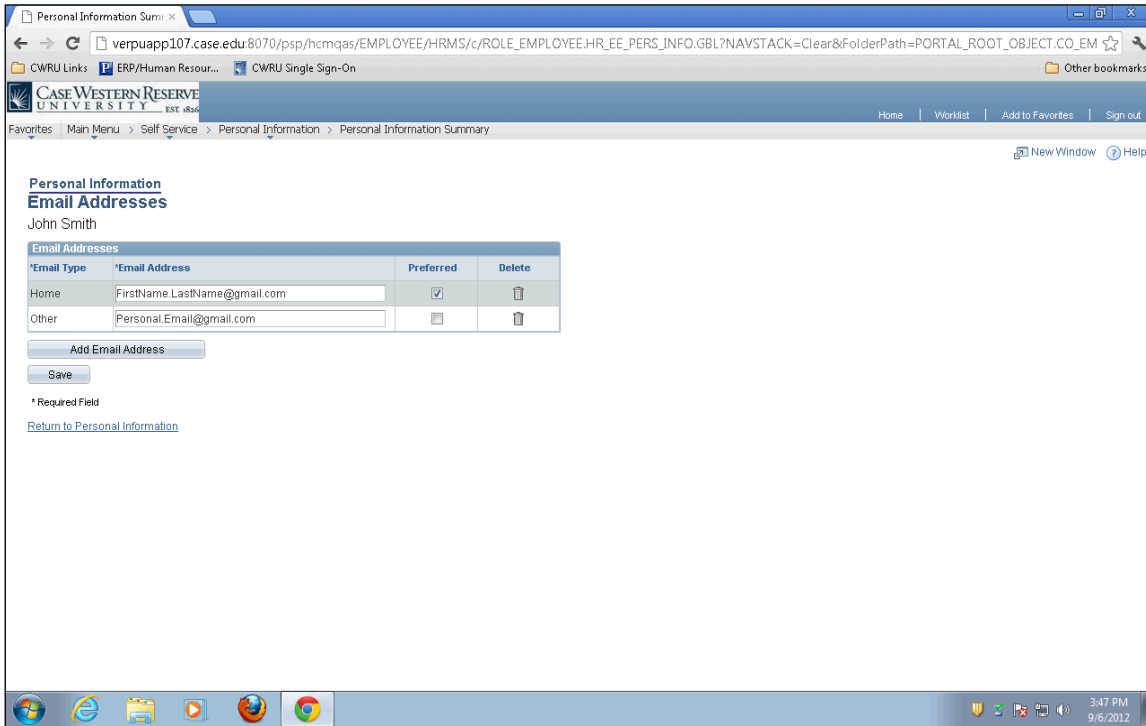 Personal Information Sum
verpuapp107.case.edu:8070/psp/hcmqas/EMPLOYEE/HRMS/c/ROLE_EMPLOYEE.HR_EE_PERS_INFO.GBL?NAVSTACK=Clear&FolderPath=PORTAL_ROOT_OBJECT.CO_EM
CWRU Links ERP/Human Resour... CWRU Single Sign-On Other bookmarks
CASE WESTERN RESERVE
UNIVERSITY EST. 1826
Home | Worklist | Add to Favorites | Sign out
Favorites Main Menu > Self Service > Personal Information > Personal Information Summary
New Window ? Help
Personal Information
Email Addresses
John Smith
Email Addresses
*Email Type *Email Address Preferred Delete
Home FirstName.LastName@gmail.com
Other Personal.Email@gmail.com
Add Email Address
Save
* Required Field
Return to Personal Information
3:47 PM
9/6/2012